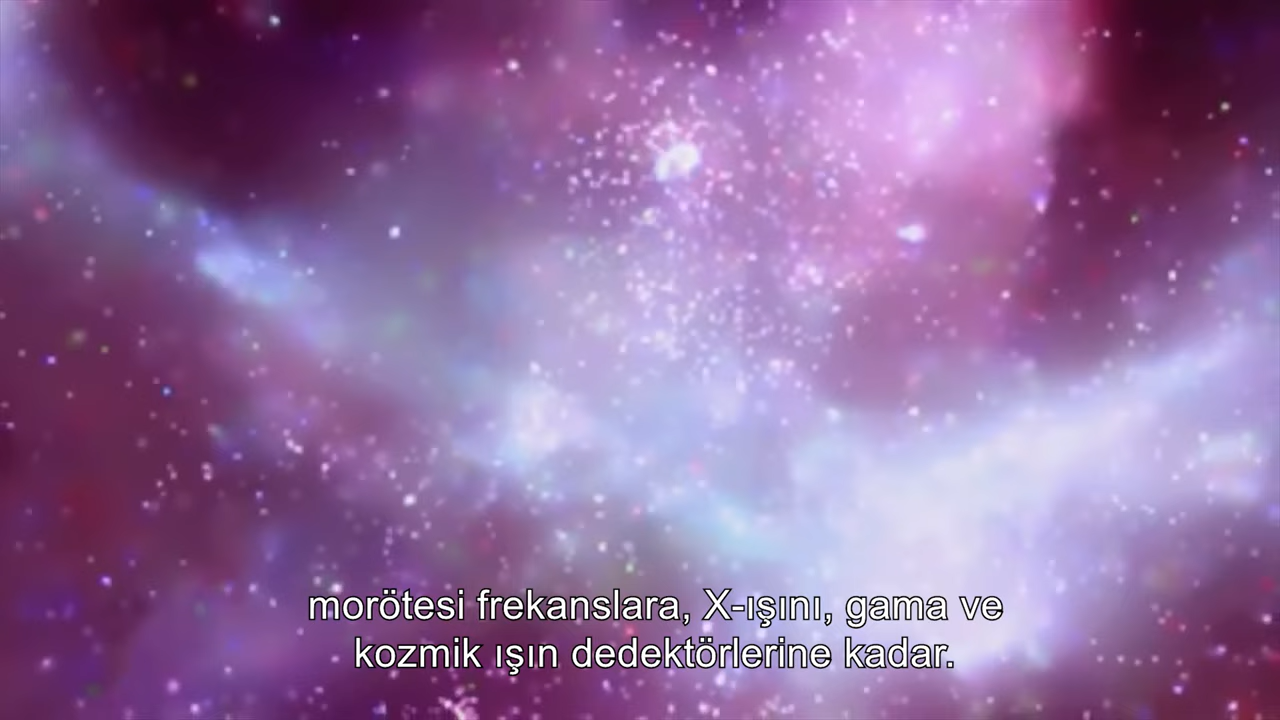 morötesi frekanslara, X-ışını, gama ve
kozmik ışın dedektörlerine kadar.